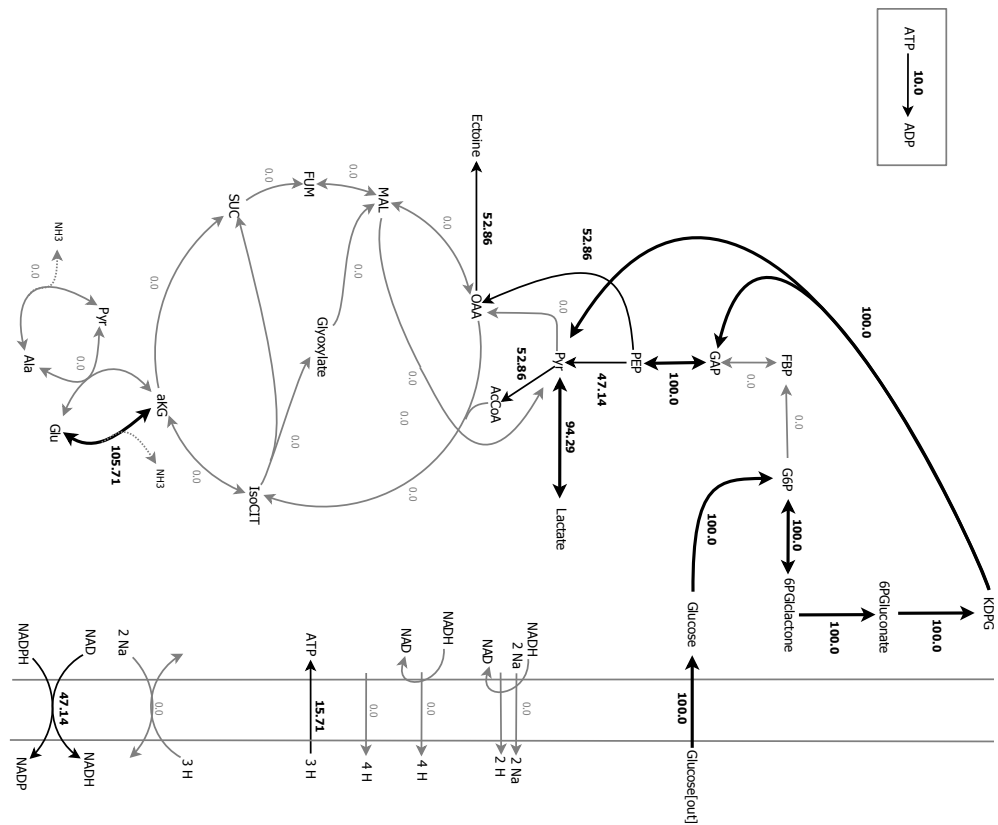 ATP
10.0
ADP
Ectoine
52.86
OAA
52.86
0.0
Pyr
PEP
47.14
52.86
AcCoA
94.29
Lactate
GAP
100.0
0.0
FBP
0.0
G6P
100.0
100.0
100.0
6PGlclactone
100.0
6PGluconate
100.0
KDPG
Glucose
100.0
Glucose[out]
FUM
0.0
0.0
MAL
0.0
SUC
0.0
0.0
Glyoxylate
0.0
0.0
0.0
0.0
IsoCIT
aKG
NH3
0.0
Pyr
Ala
0.0
Glu
105.71
NH3
NADPH
NAD
47.14
NADP
NADH
2 Na
0.0
3 H
ATP
15.71
3 H
0.0
4 H
NADH
NAD
0.0
4 H
NADH
2 Na
NAD
0.0
2 H
2 Na